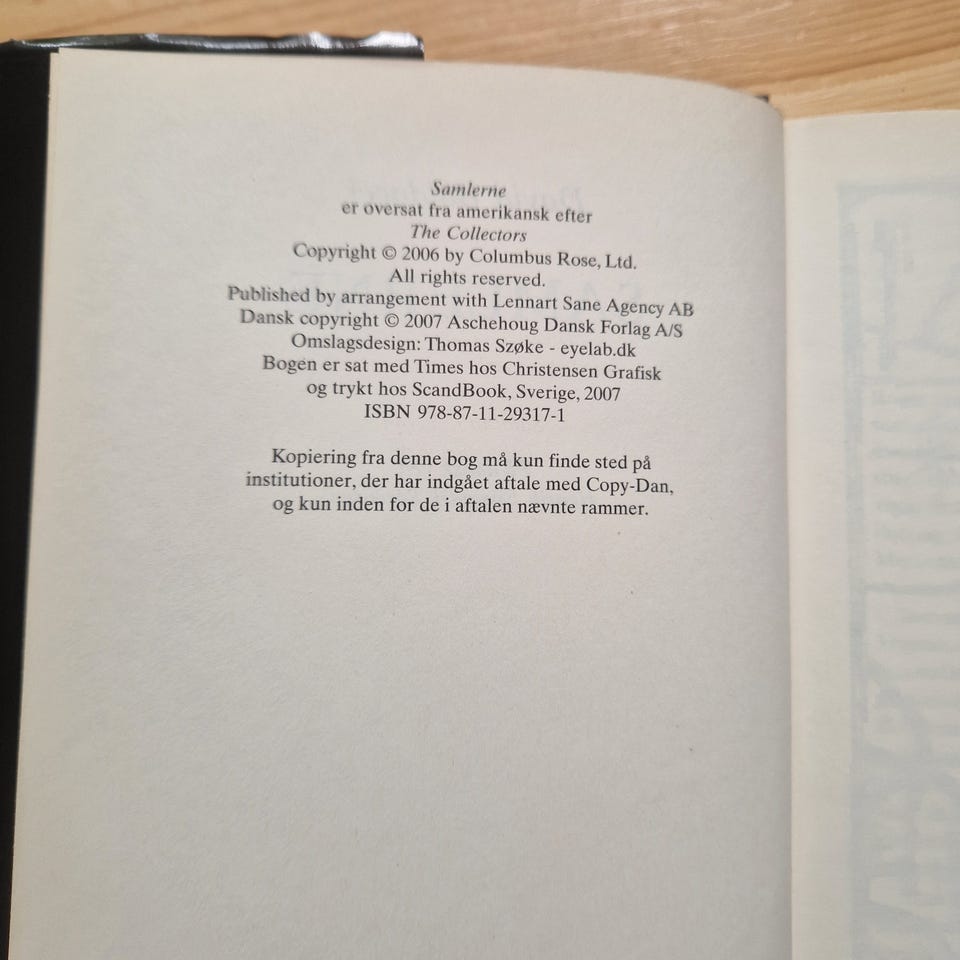 Samlerne
er oversat fra amerikansk efter
The Collectors
Copyright © 2006 by Columbus Rose, Ltd.
All rights reserved.
Published by arrangement with Lennart Sane Agency AB
Dansk copyright © 2007 Aschehoug Dansk Forlag A/S
Omslagsdesign: Thomas Szøke - eyelab.dk
Bogen er sat med Times hos Christensen Grafisk
og trykt hos ScandBook, Sverige, 2007
ISBN 978-87-11-29317-1
Kopiering fra denne bog må kun finde sted på
institutioner, der har indgået aftale med Copy-Dan,
og kun inden for de i aftalen nævnte rammer.